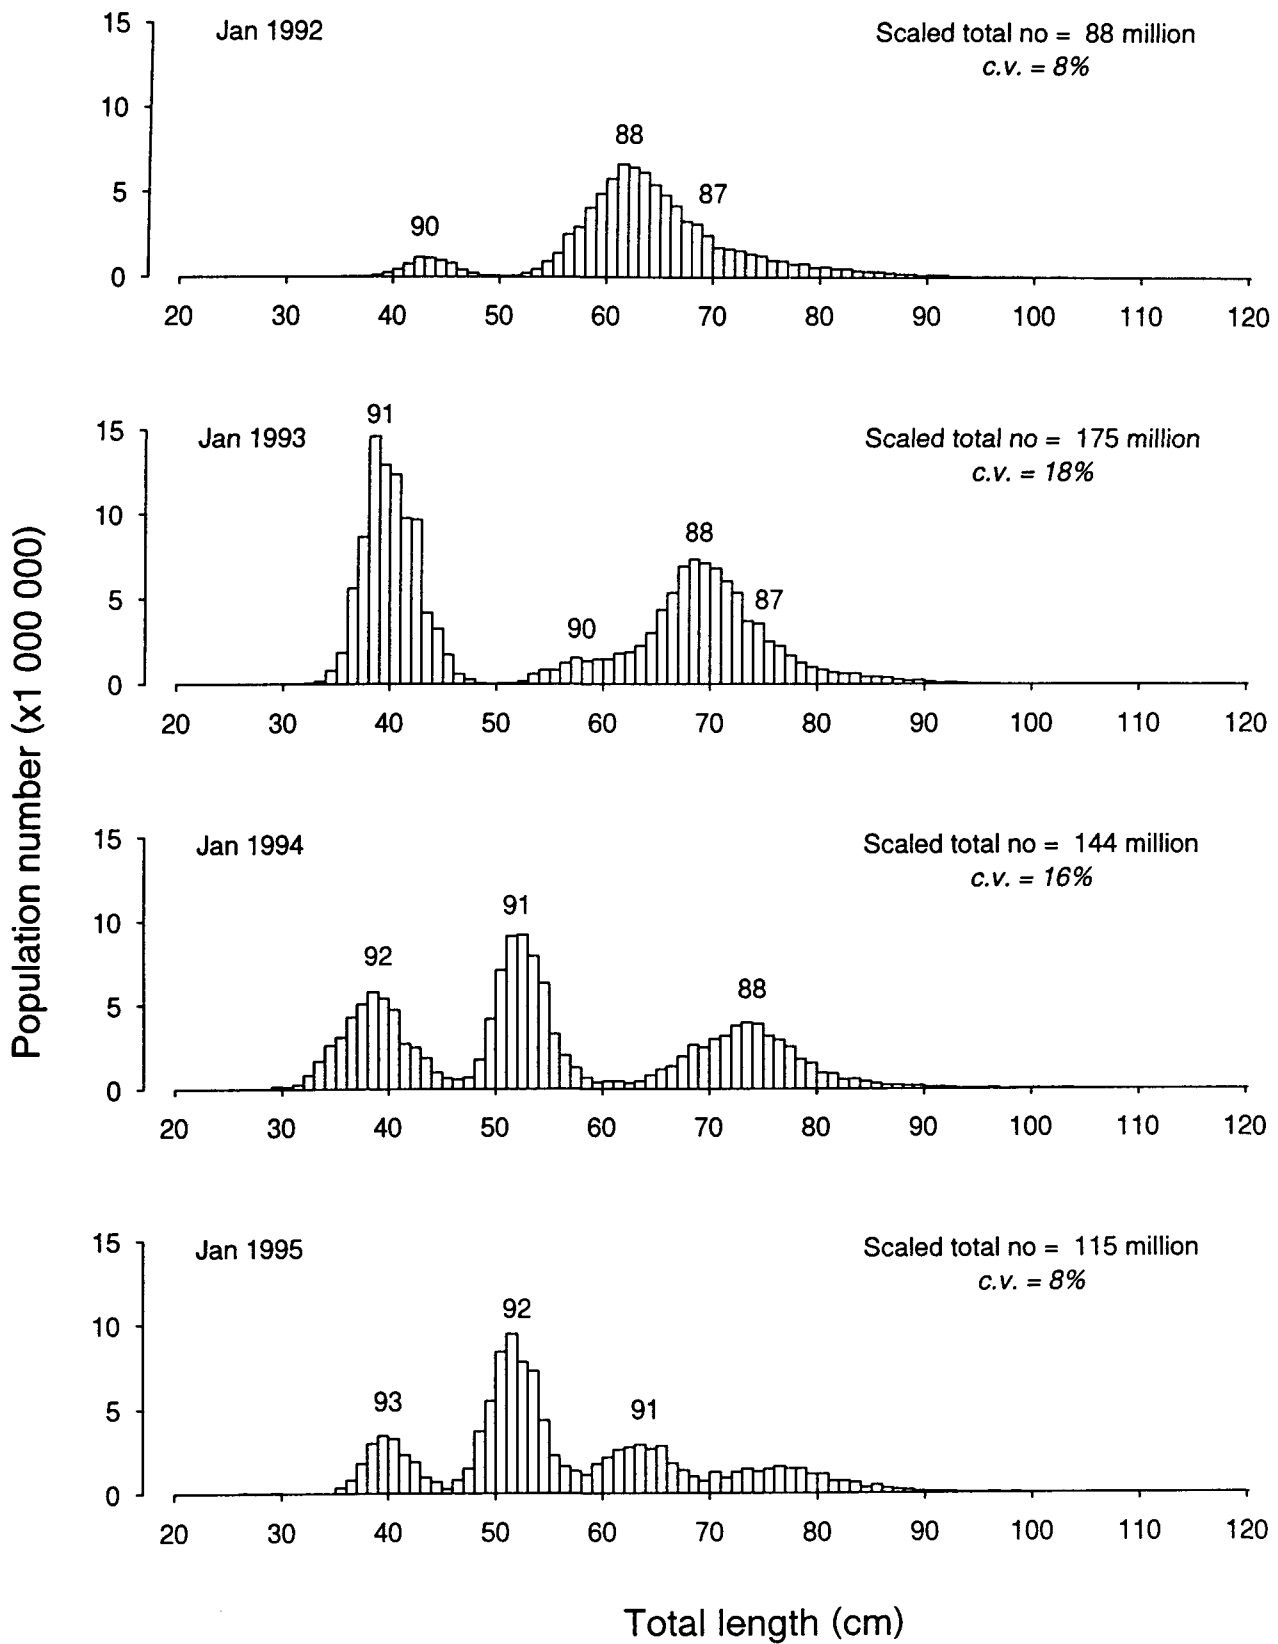 Population number (x1 000 000)
15
Jan 1992
Scaled total no = 88 million
c.v. = 8%
10
88
5
87
90
0
20 30 40 50 60 70 80 90 100 110 120
91
15
Jan 1993
Scaled total no = 175 million
c.v. = 18%
10
88
5
87
90
0
20 30 40 50 60 70 80 90 100 110 120
15
Jan 1994
Scaled total no = 144 million
c.v. = 16%
10
91
92
88
5
0
20 30 40 50 60 70 80 90 100 110 120
15
Jan 1995
Scaled total no = 115 million
c.v. = 8%
10
92
93
91
5
0
20 30 40 50 60 70 80 90 100 110 120
Total length (cm)